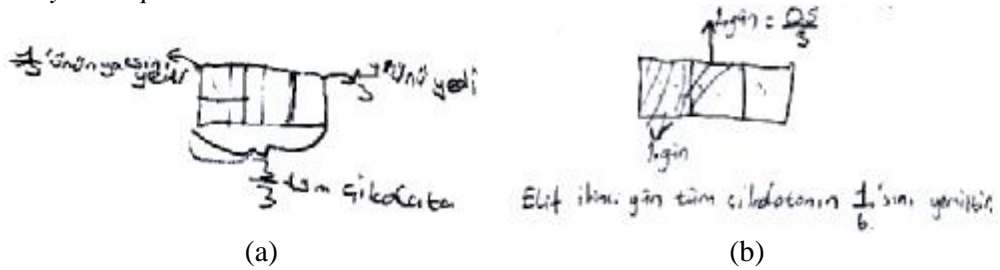 1/3'ünün yarısını yedi
1/3'ünü yedi
3/3 tüm çikolata
2.gün = 0,5/3
1.gün
Elif ikinci gün tüm çikolatanın 1/6'sını yemiştir.
(a)
(b)